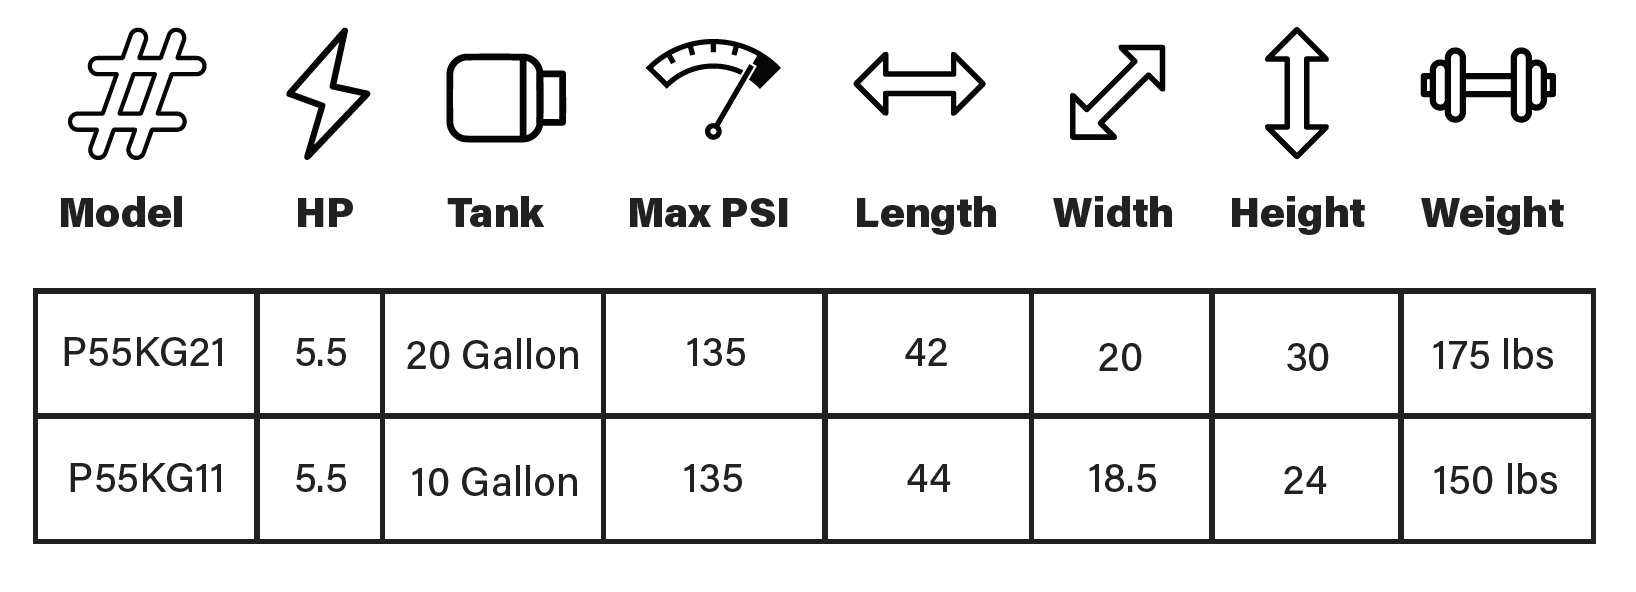 Model HP Tank Max PSI Length Width Height Weight
P55KG21 5.5 20 Gallon 135 42 20 30 175 lbs
P55KG11 5.5 10 Gallon 135 44 18.5 24 150 lbs